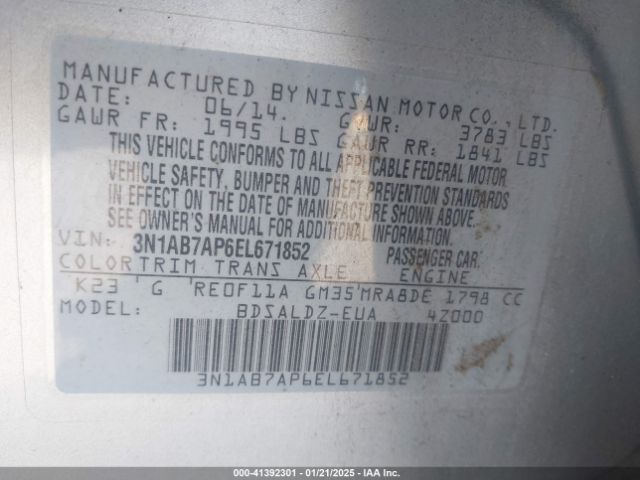 MANUFACTURED BY NISSAN MOTOR CO., LTD.
DATE: 06/14. GVWR: 3783 LBS
GAWR FR: 1995 LBS GAWR RR: 1841 LBS
THIS VEHICLE CONFORMS TO ALL APPLICABLE FEDERAL MOTOR
VEHICLE SAFETY, BUMPER AND THEFT PREVENTION STANDARDS
IN EFFECT ON THE DATE OF MANUFACTURE SHOWN ABOVE.
SEE OWNER'S MANUAL FOR ADDITIONAL INFORMATION.
VIN: 3N1AB7AP6EL671852 PASSENGER CAR.
COLOR TRIM TRANS AXLE ENGINE
K23 G RE0F11A GM35 MRA8DE 1798 CC
MODEL: BDSALDZ-EUA 4Z000
3N1AB7AP6EL671852
000-41392301 - 01/21/2025 - IAA Inc.